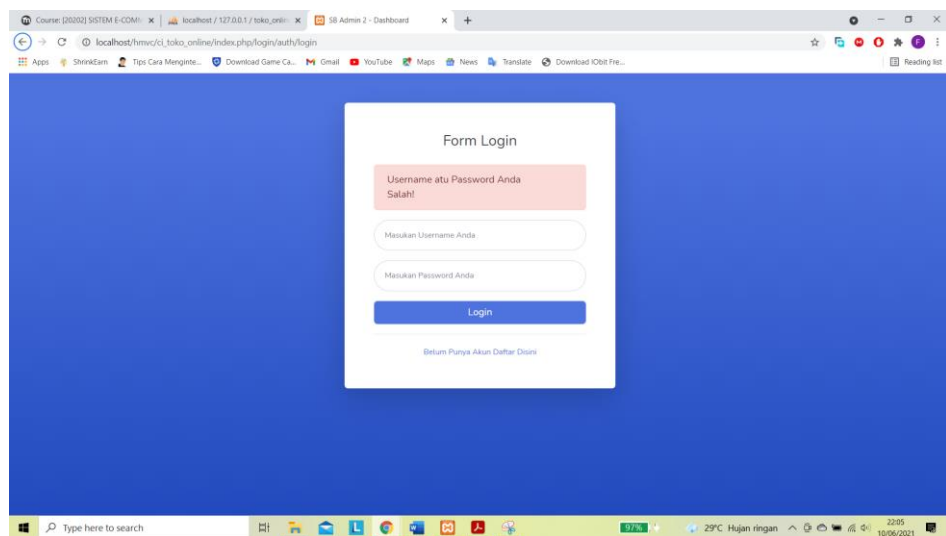 Course: [20202] SISTEM E-COM
localhost / 127.0.0.1 / toko_onlin
SB Admin 2 - Dashboard
localhost/hmvc/ci_toko_online/index.php/login/auth/login
Apps
ShrinkEarn
Tips Cara Menginte...
Download Game Ca...
Gmail
YouTube
Maps
News
Translate
Download IObit Fre...
Reading list
Form Login
Username atu Password Anda
Salah!
Masukan Username Anda
Masukan Password Anda
Login
Belum Punya Akun Daftar Disini
Type here to search
97%
29°C Hujan ringan
22:05
10/06/2021